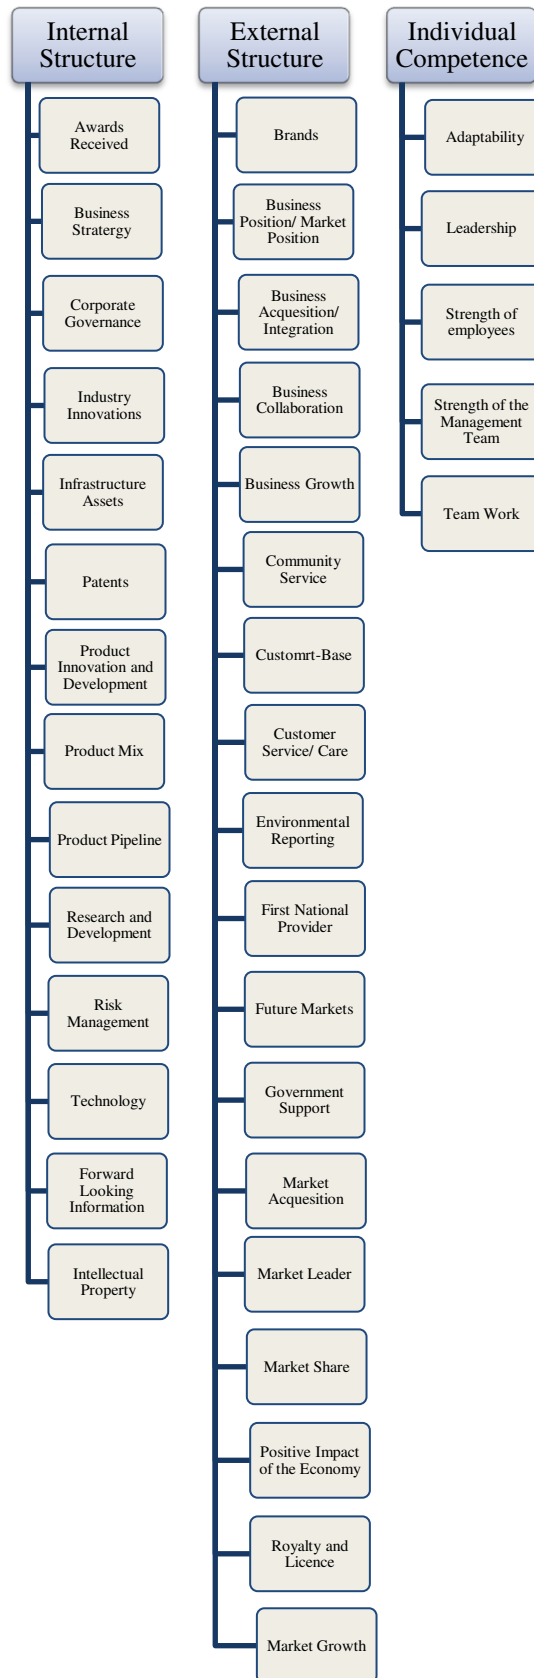 Internal
Structure
Awards
Received
Business
Stratergy
Corporate
Governance
Industry
Innovations
Infrastructure
Assets
Patents
Product
Innovation and
Development
Product Mix
Product Pipeline
Research and
Development
Risk
Management
Technology
Forward
Looking
Information
Intellectual
Property
External
Structure
Brands
Business
Position/ Market
Position
Business
Acquesition/
Integration
Business
Collaboration
Business Growth
Community
Service
Customrt-Base
Customer
Service/ Care
Environmental
Reporting
First National
Provider
Future Markets
Government
Support
Market
Acquesition
Market Leader
Market Share
Positive Impact
of the Economy
Royalty and
Licence
Market Growth
Individual
Competence
Adaptability
Leadership
Strength of
employees
Strength of the
Management
Team
Team Work